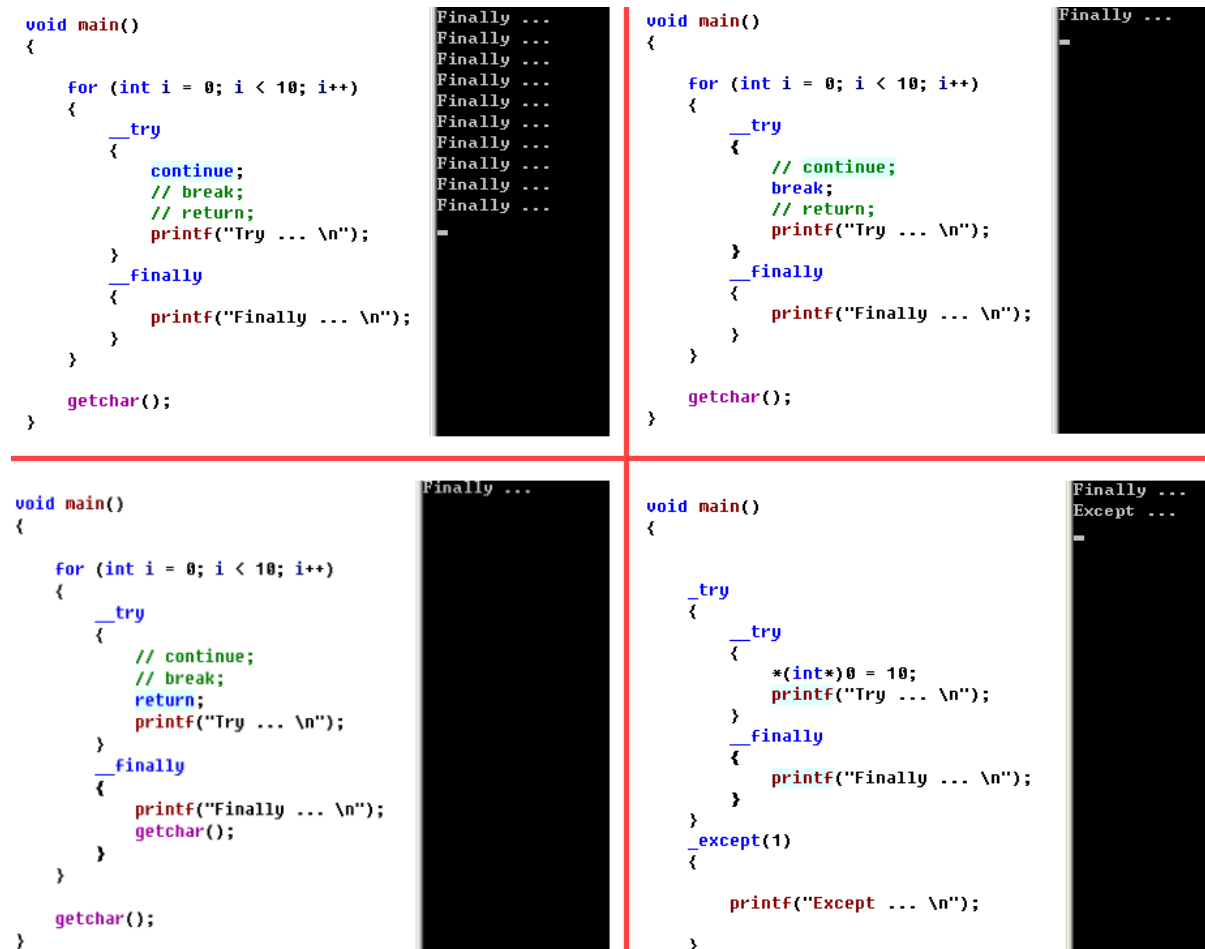 void main()
{
for (int i = 0; i < 10; i++)
{
__try
{
continue;
// break;
// return;
printf("Try ... \n");
}
__finally
{
printf("Finally ... \n");
}
}
getchar();
}
Finally ...
Finally ...
Finally ...
Finally ...
Finally ...
Finally ...
Finally ...
Finally ...
Finally ...
Finally ...
void main()
{
for (int i = 0; i < 10; i++)
{
__try
{
// continue;
break;
// return;
printf("Try ... \n");
}
__finally
{
printf("Finally ... \n");
}
}
getchar();
}
Finally ...
void main()
{
for (int i = 0; i < 10; i++)
{
__try
{
// continue;
// break;
return;
printf("Try ... \n");
}
__finally
{
printf("Finally ... \n");
getchar();
}
}
getchar();
}
Finally ...
void main()
{
_try
{
__try
{
*(int*)0 = 10;
printf("Try ... \n");
}
__finally
{
printf("Finally ... \n");
}
}
_except(1)
{
printf("Except ... \n");
}
Finally ...
Except ...